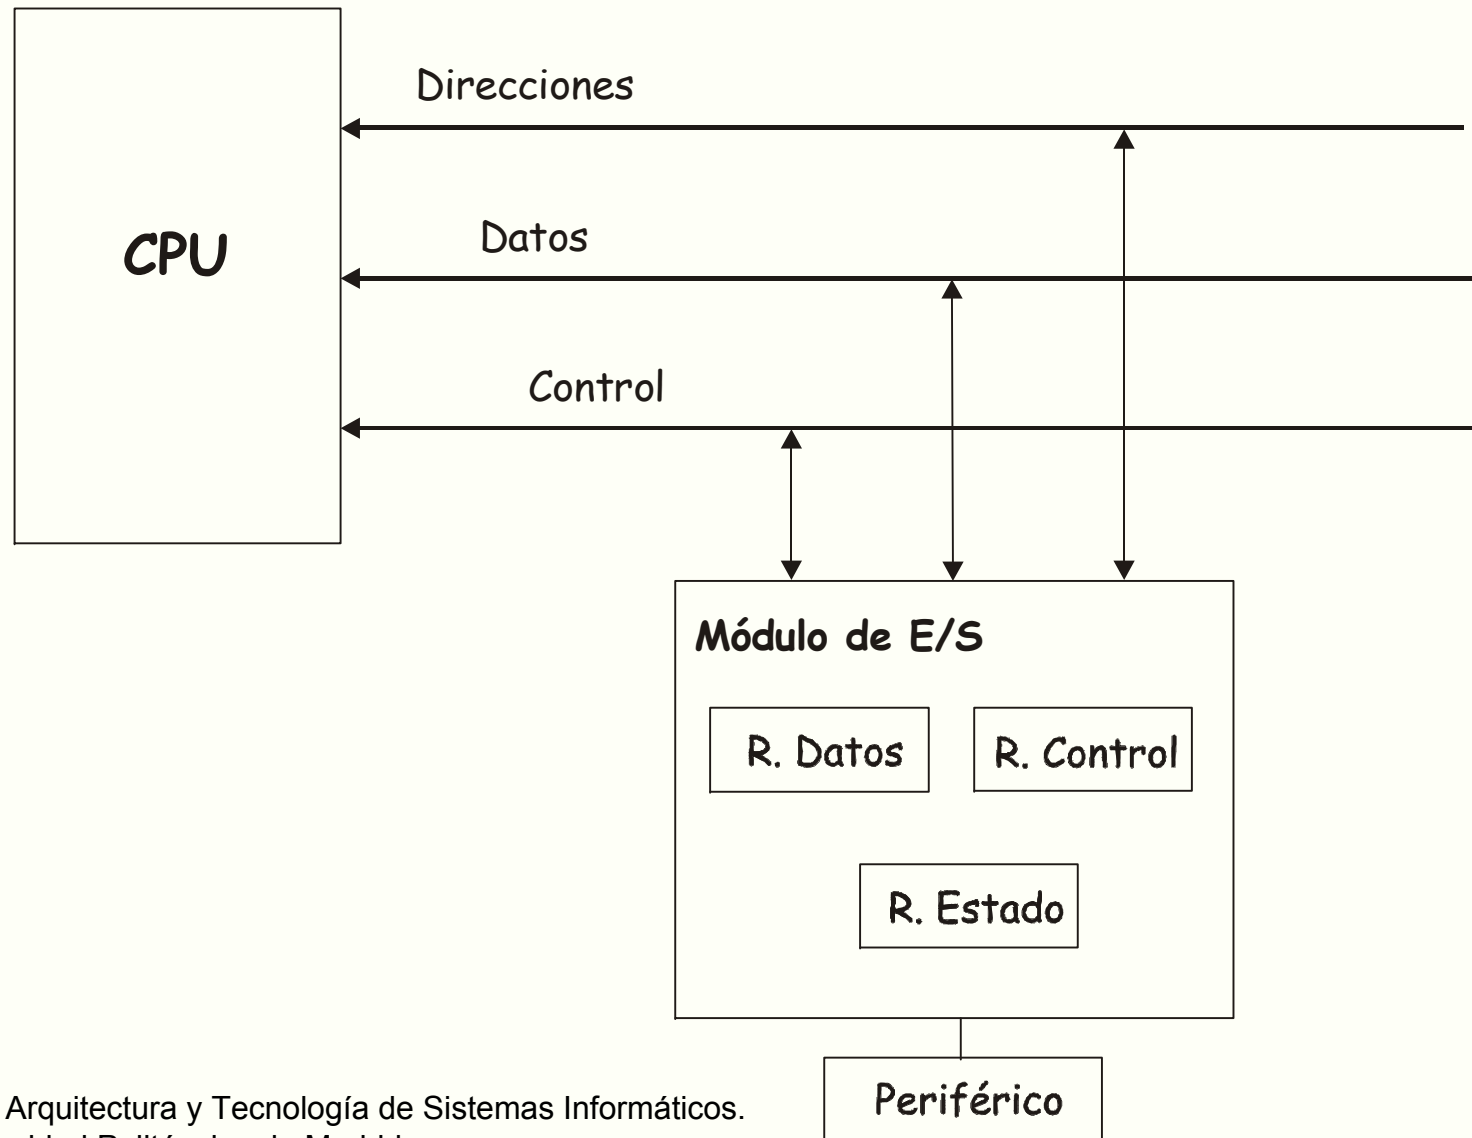 Direcciones
CPU
Datos
Control
Módulo de E/S
R. Datos
R. Control
R. Estado
Periférico
Arquitectura y Tecnología de Sistemas Informáticos.